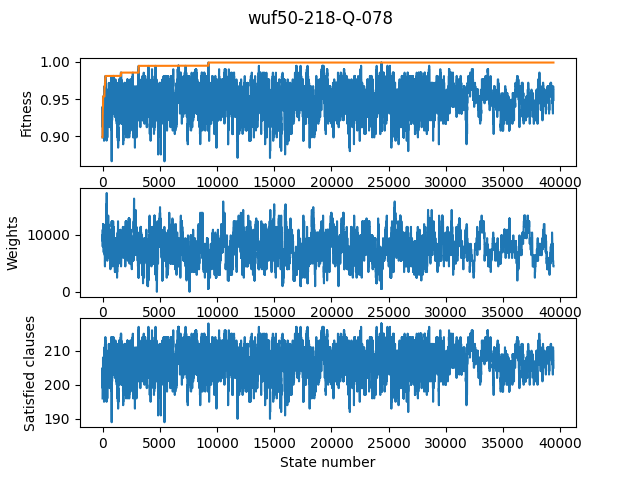 wuf50-218-Q-078
1.00
0.95
0.90
Fitness
0 5000 10000 15000 20000 25000 30000 35000 40000
10000
0
Weights
0 5000 10000 15000 20000 25000 30000 35000 40000
210
200
190
Satisfied clauses
0 5000 10000 15000 20000 25000 30000 35000 40000
State number